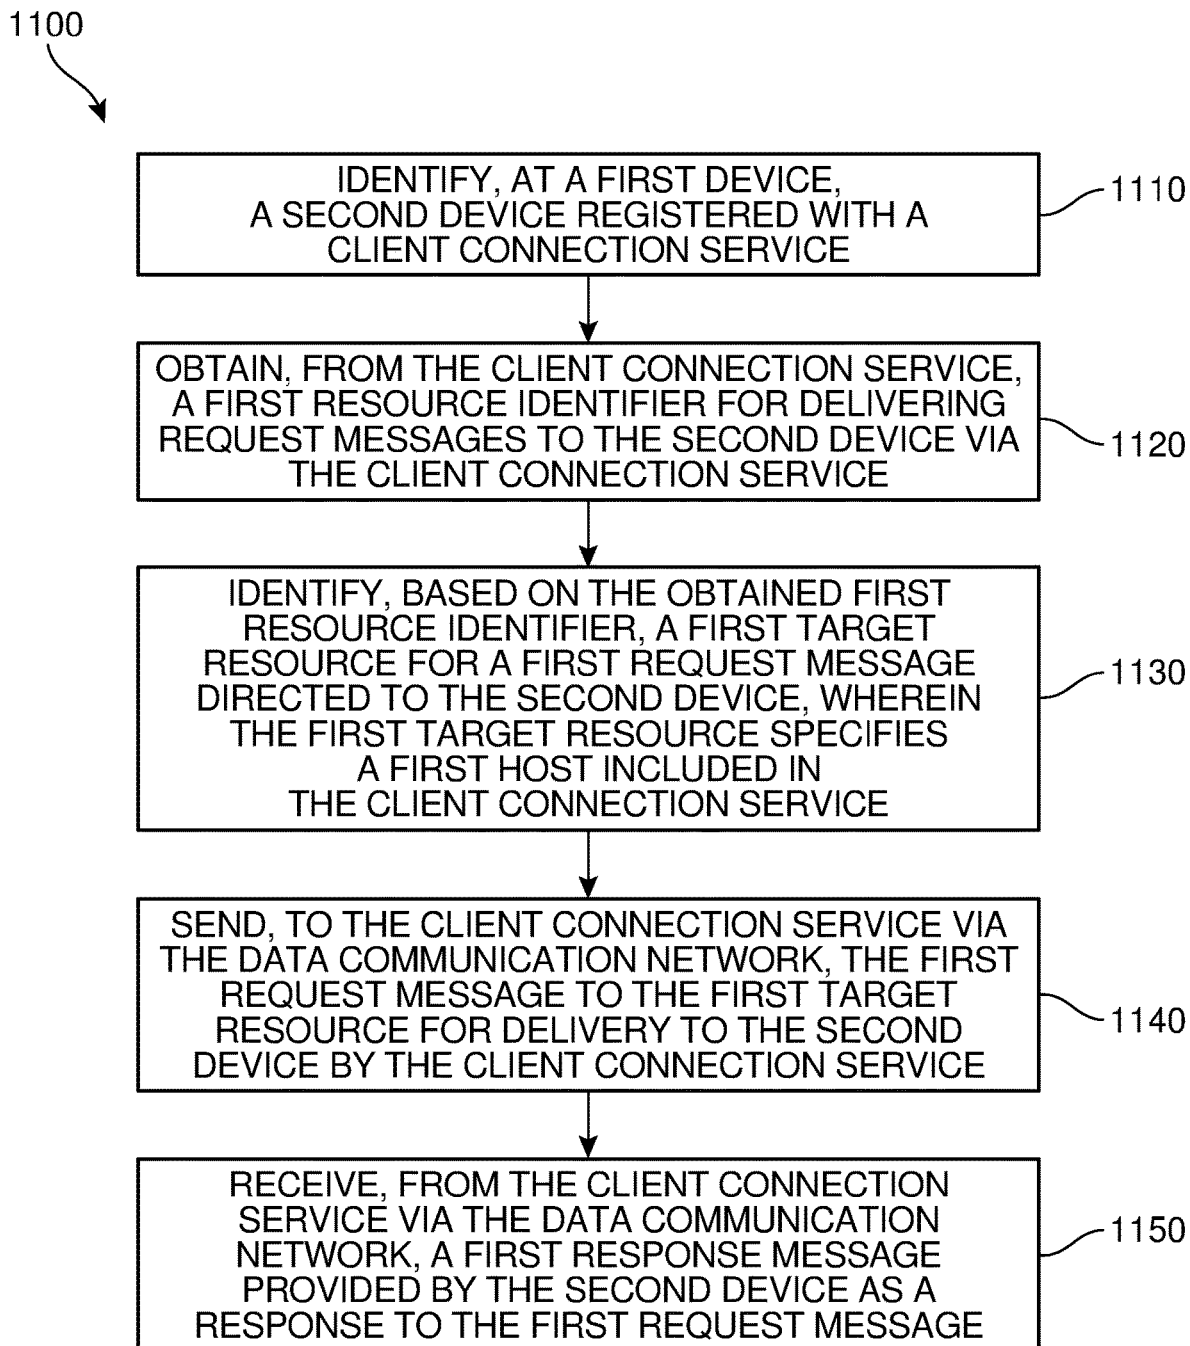 1100
IDENTIFY, AT A FIRST DEVICE,
A SECOND DEVICE REGISTERED WITH A
CLIENT CONNECTION SERVICE
1110
OBTAIN, FROM THE CLIENT CONNECTION SERVICE,
A FIRST RESOURCE IDENTIFIER FOR DELIVERING
REQUEST MESSAGES TO THE SECOND DEVICE VIA
THE CLIENT CONNECTION SERVICE
1120
IDENTIFY, BASED ON THE OBTAINED FIRST
RESOURCE IDENTIFIER, A FIRST TARGET
RESOURCE FOR A FIRST REQUEST MESSAGE
DIRECTED TO THE SECOND DEVICE, WHEREIN
THE FIRST TARGET RESOURCE SPECIFIES
A FIRST HOST INCLUDED IN
THE CLIENT CONNECTION SERVICE
1130
SEND, TO THE CLIENT CONNECTION SERVICE VIA
THE DATA COMMUNICATION NETWORK, THE FIRST
REQUEST MESSAGE TO THE FIRST TARGET
RESOURCE FOR DELIVERY TO THE SECOND
DEVICE BY THE CLIENT CONNECTION SERVICE
1140
RECEIVE, FROM THE CLIENT CONNECTION
SERVICE VIA THE DATA COMMUNICATION
NETWORK, A FIRST RESPONSE MESSAGE
PROVIDED BY THE SECOND DEVICE AS A
RESPONSE TO THE FIRST REQUEST MESSAGE
1150